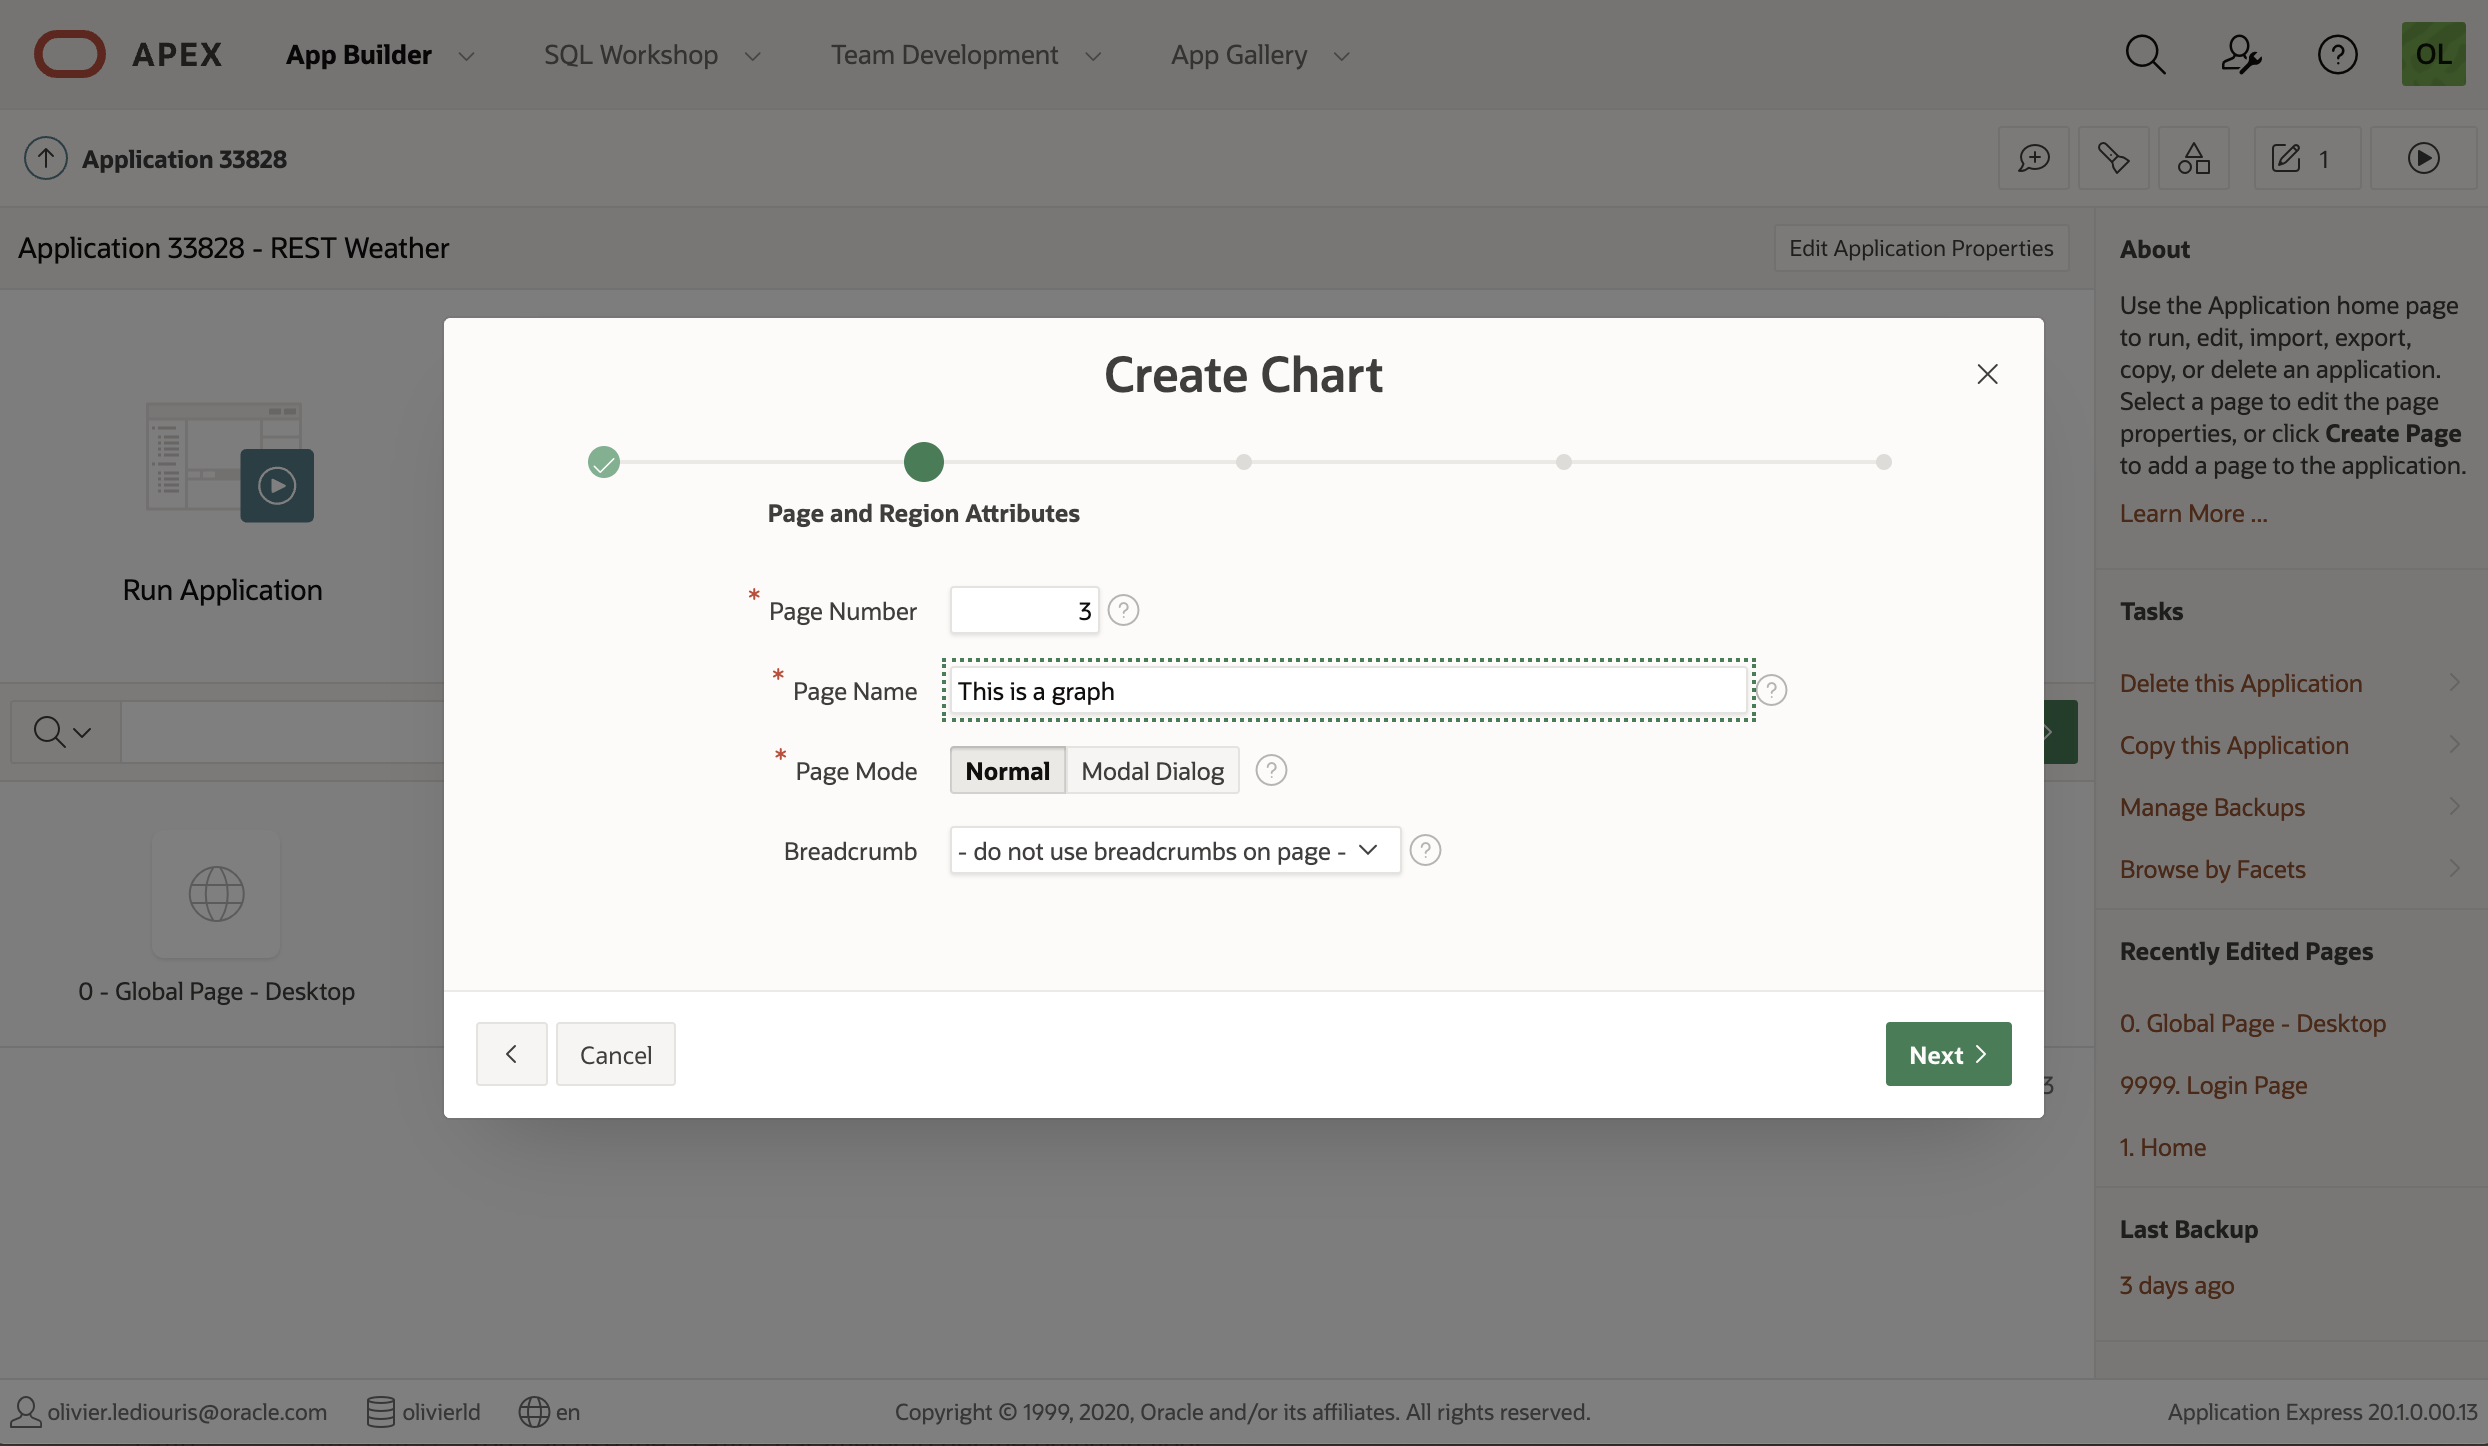 APEX
App Builder
SQL Workshop
Team Development
App Gallery
OL
Application 33828
1
Application 33828 - REST Weather
Edit Application Properties
Run Application
0 - Global Page - Desktop
Create Chart
Page and Region Attributes
* Page Number
3
?
* Page Name
This is a graph
?
* Page Mode
Normal
Modal Dialog
?
Breadcrumb
- do not use breadcrumbs on page -
?
Cancel
Next
3
About
Use the Application home page
to run, edit, import, export,
copy, or delete an application.
Select a page to edit the page
properties, or click Create Page
to add a page to the application.
Learn More ...
Tasks
Delete this Application
Copy this Application
Manage Backups
Browse by Facets
Recently Edited Pages
0. Global Page - Desktop
9999. Login Page
1. Home
Last Backup
3 days ago
olivier.lediouris@oracle.com
olivierld
en
Copyright © 1999, 2020, Oracle and/or its affiliates. All rights reserved.
Application Express 20.1.0.00.13